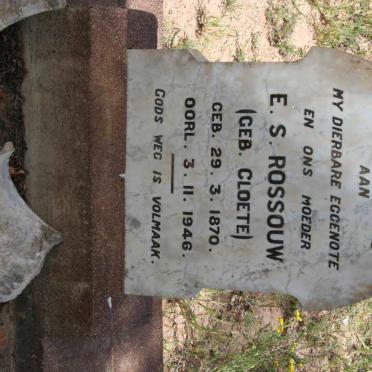 AAN
MY DIERBARE EGGENOTE
EN ONS MOEDER
E. S. ROSSOUW
(GEB. CLOETE)
GEB. 29. 3. 1870.
OORL. 3. 11. 1946.
GODS WEG IS VOLMAAK.